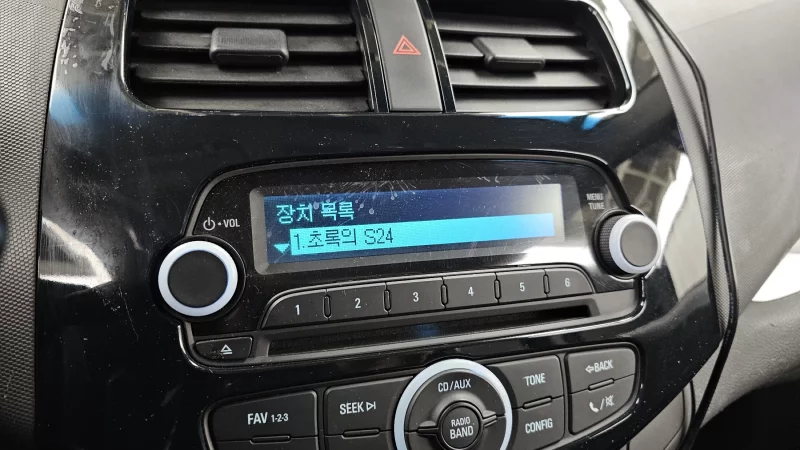 장치 목록
1.초록의 S24
VOL
MENU
TUNE
1 2 3 4 5 6
FAV 1-2-3
SEEK
CD/AUX
RADIO
BAND
TONE
CONFIG
BACK